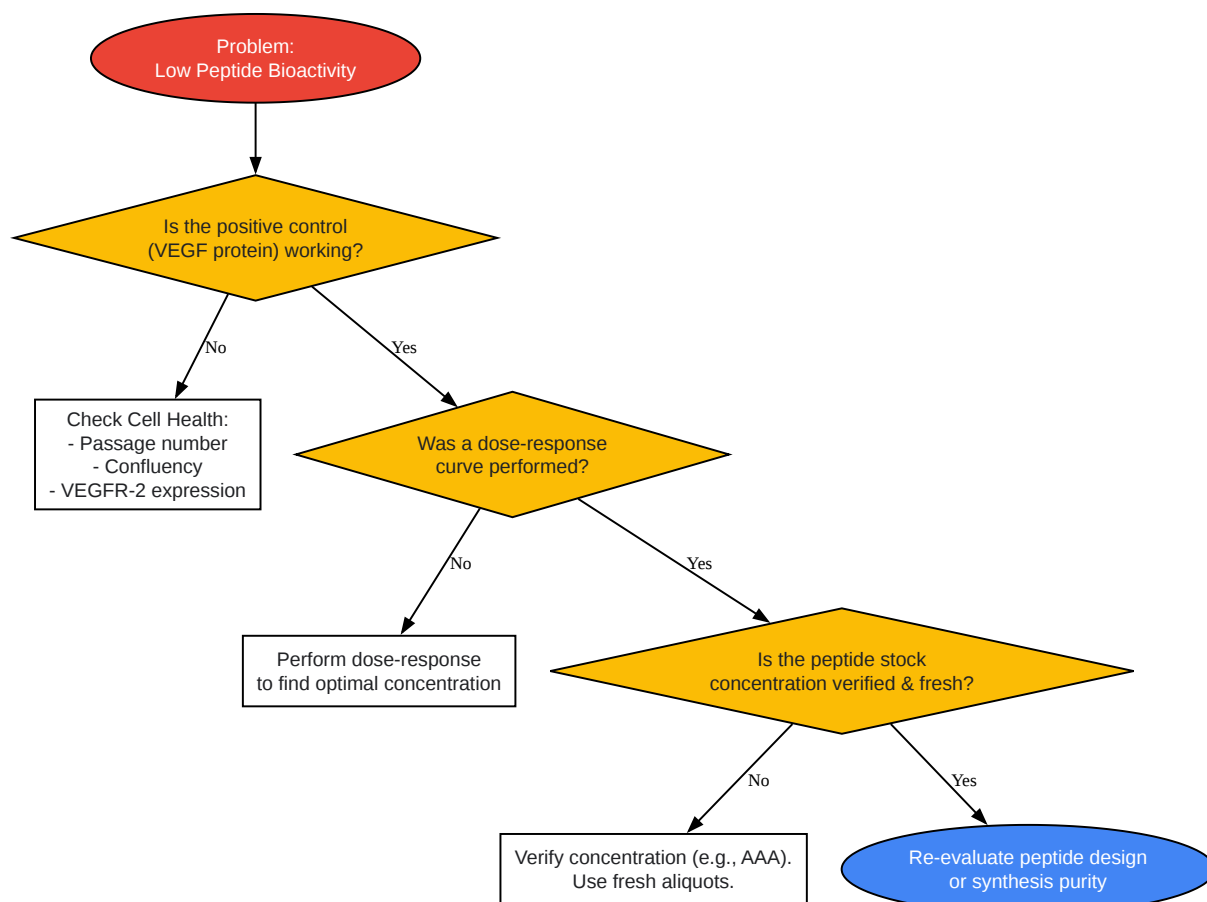 Problem:
Low Peptide Bioactivity
Is the positive control
(VEGF protein) working?
No
Yes
Check Cell Health:
- Passage number
- Confluency
- VEGFR-2 expression
Was a dose-response
curve performed?
No
Yes
Perform dose-response
to find optimal concentration
Is the peptide stock
concentration verified & fresh?
No
Yes
Verify concentration (e.g., AAA).
Use fresh aliquots.
Re-evaluate peptide design
or synthesis purity